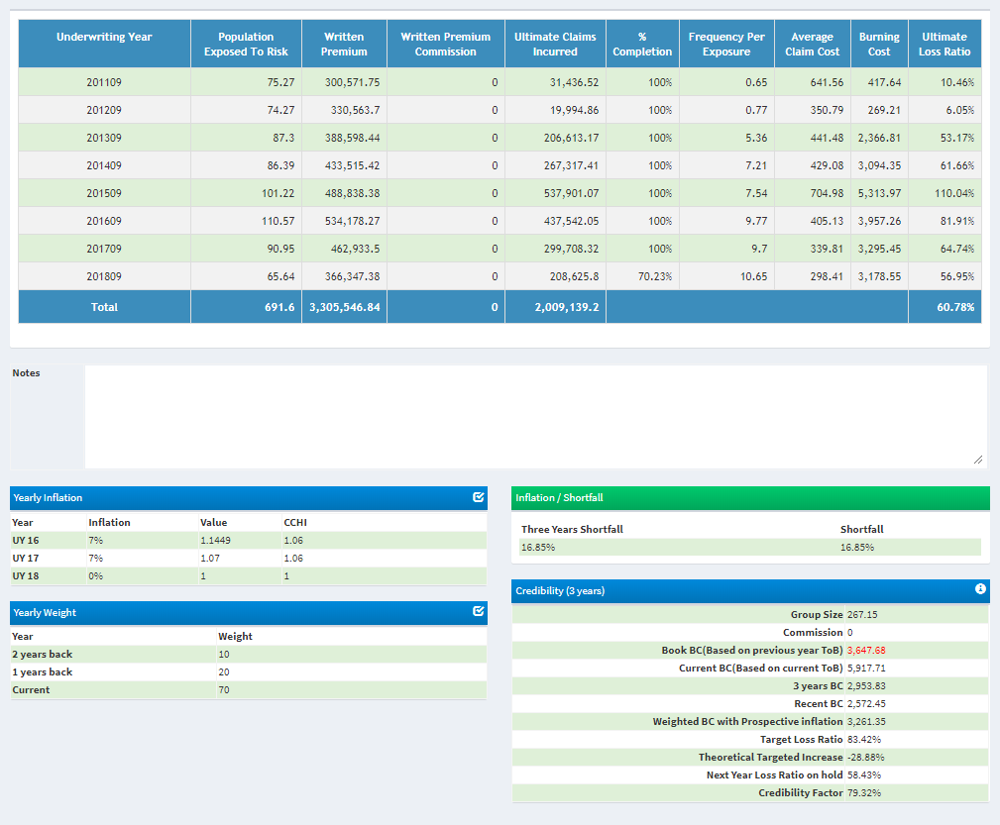 Underwriting Year Population Exposed To Risk Written Premium Written Premium Commission Ultimate Claims Incurred % Completion Frequency Per Exposure Average Claim Cost Burning Cost Ultimate Loss Ratio
201109 75.27 300,571.75 0 31,436.52 100% 0.65 641.56 417.64 10.46%
201209 74.27 330,563.7 0 19,994.86 100% 0.77 350.79 269.21 6.05%
201309 87.3 388,598.44 0 206,613.17 100% 5.36 441.48 2,366.81 53.17%
201409 86.39 433,515.42 0 267,317.41 100% 7.21 429.08 3,094.35 61.66%
201509 101.22 488,838.38 0 537,901.07 100% 7.54 704.98 5,313.97 110.04%
201609 110.57 534,178.27 0 437,542.05 100% 9.77 405.13 3,957.26 81.91%
201709 90.95 462,933.5 0 299,708.32 100% 9.7 339.81 3,295.45 64.74%
201809 65.64 366,347.38 0 208,625.8 70.23% 10.65 298.41 3,178.55 56.95%
Total 691.6 3,305,546.84 0 2,009,139.2 60.78%
Notes
Yearly Inflation
Year Inflation Value CCHI
UY 16 7% 1.1449 1.06
UY 17 7% 1.07 1.06
UY 18 0% 1 1
Yearly Weight
Year Weight
2 years back 10
1 years back 20
Current 70
Inflation / Shortfall
Three Years Shortfall Shortfall
16.85% 16.85%
Credibility (3 years)
Group Size 267.15
Commission 0
Book BC(Based on previous year ToB) 3,647.68
Current BC(Based on current ToB) 5,917.71
3 years BC 2,953.83
Recent BC 2,572.45
Weighted BC with Prospective inflation 3,261.35
Target Loss Ratio 83.42%
Theoretical Targeted Increase -28.88%
Next Year Loss Ratio on hold 58.43%
Credibility Factor 79.32%